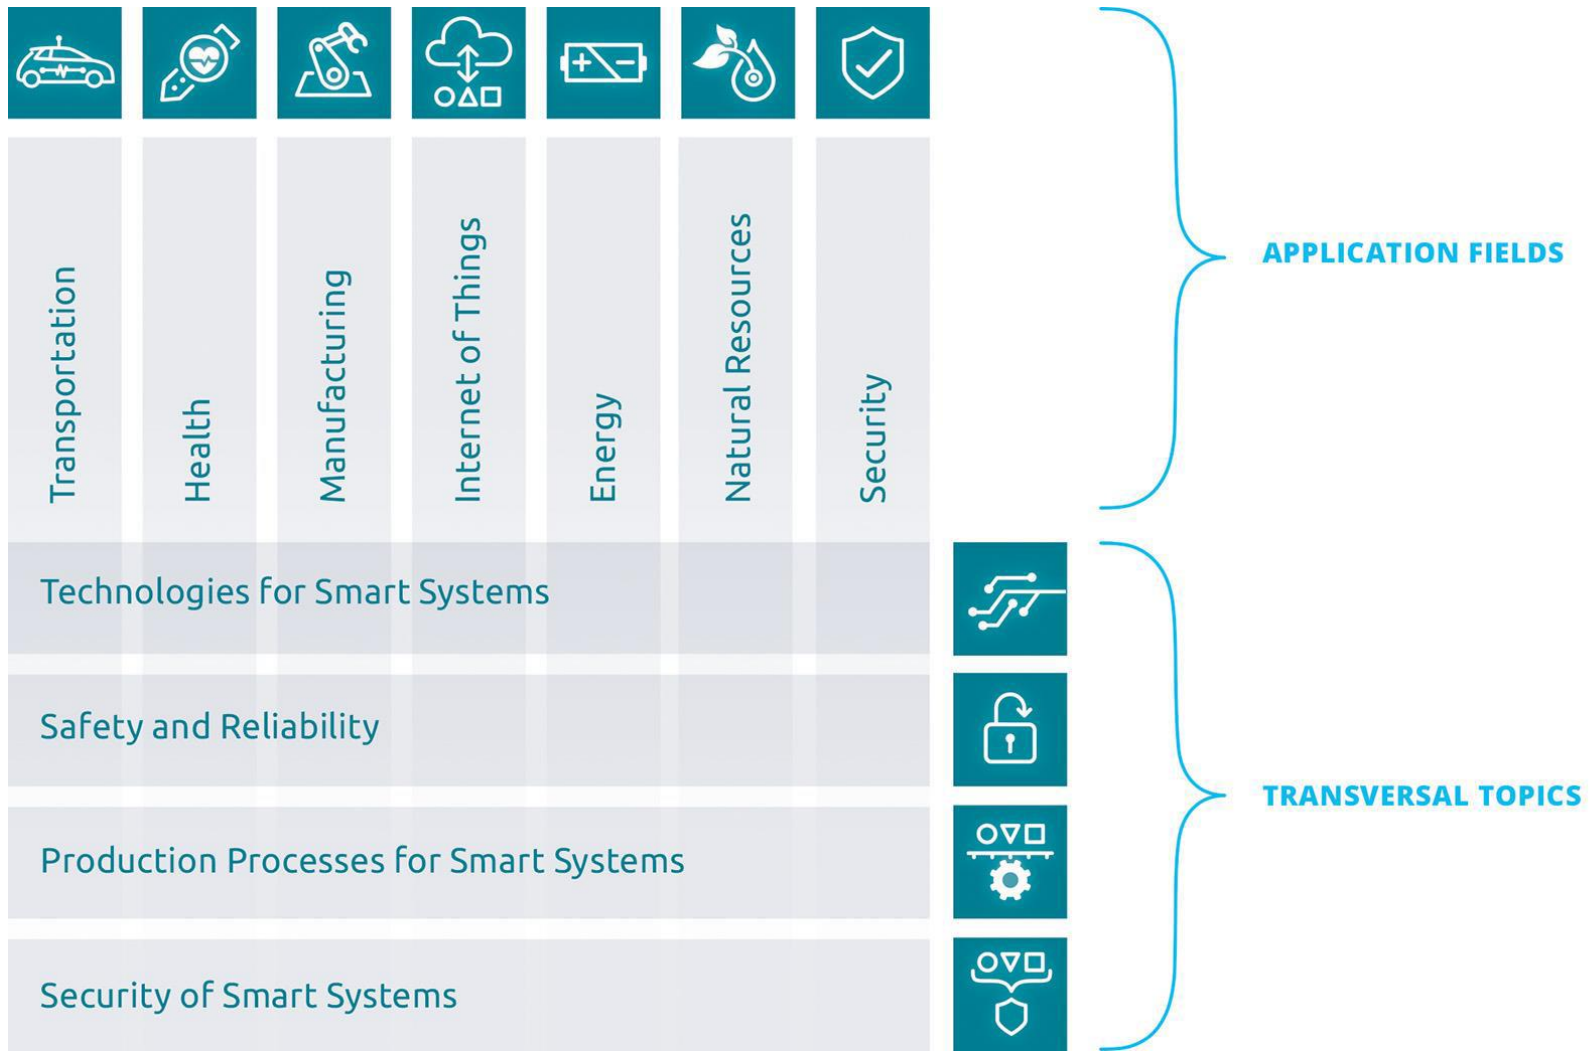 Transportation
Health
Manufacturing
Internet of Things
Energy
Natural Resources
Security
APPLICATION FIELDS
Technologies for Smart Systems
Safety and Reliability
Production Processes for Smart Systems
Security of Smart Systems
TRANSVERSAL TOPICS